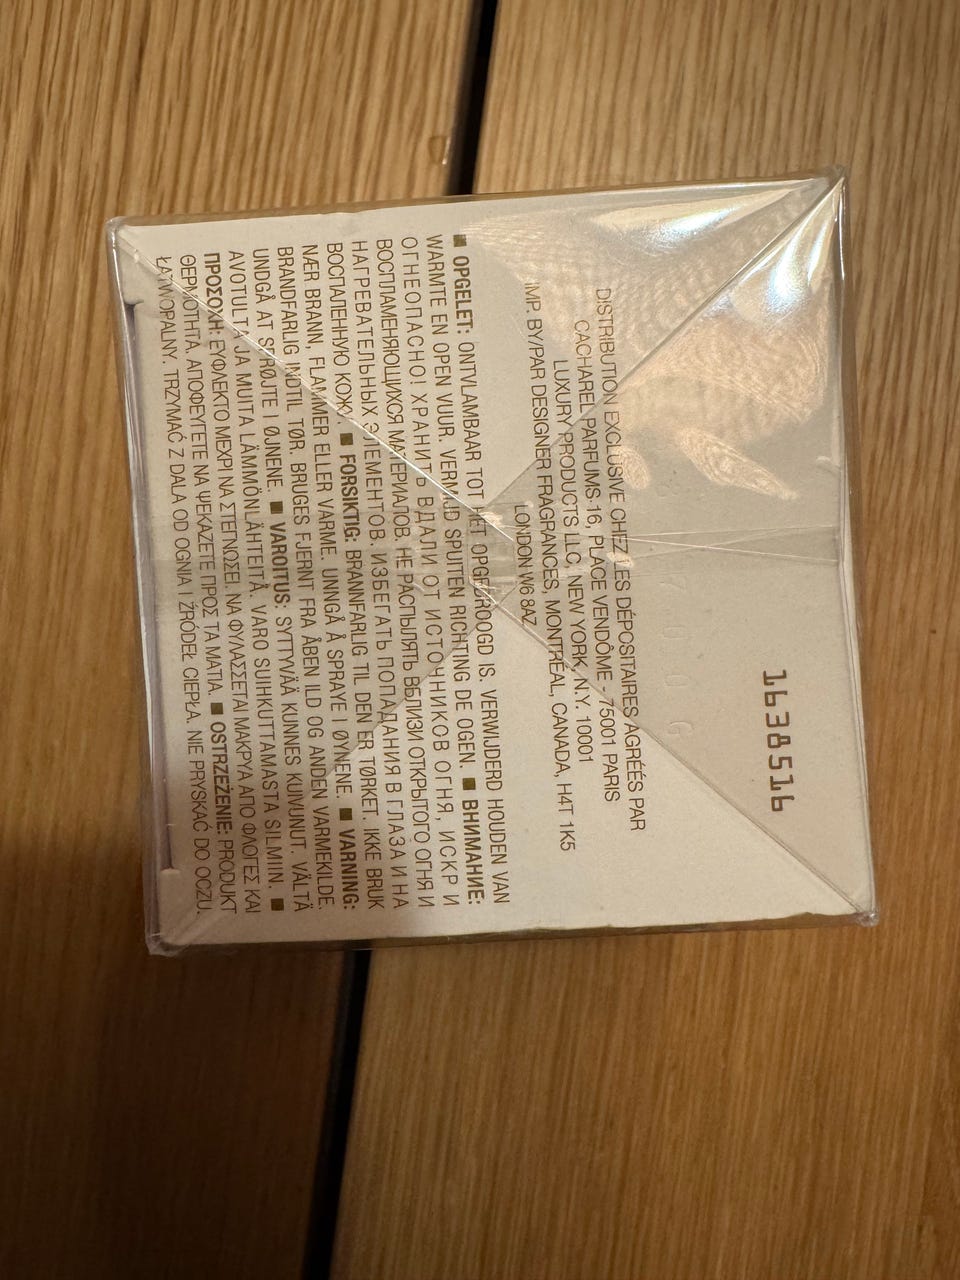 1638516
DISTRIBUTION EXCLUSIVE CHEZ LES DÉPOSITAIRES AGRÉÉS PAR
CACHAREL PARFUMS-16, PLACE VENDÔME - 75001 PARIS
LUXURY PRODUCTS LLC, NEW YORK, N.Y. 10001
IMP. BY/PAR DESIGNER FRAGRANCES, MONTRÉAL, CANADA, H4T 1K5
LONDON W6 8AZ
■ OPGELET: ONTVLAMBAAR TOT HET OPGEDROOGD IS. VERWIJDERD HOUDEN VAN
WARMTE EN OPEN VUUR. VERMIJD SPUITEN RICHTING DE OGEN. ■ ВНИМАНИЕ:
ОГНЕОПАСНО! ХРАНИТЬ ВДАЛИ ОТ ИСТОЧНИКОВ ОГНЯ, ИСКР И
ВОСПЛАМЕНЯЮЩИХСЯ МАТЕРИАЛОВ. НЕ РАСПЫЛЯТЬ ВБЛИЗИ ОТКРЫТОГО ОГНЯ И
НАГРЕВАТЕЛЬНЫХ ЭЛЕМЕНТОВ. ИЗБЕГАТЬ ПОПАДАНИЯ В ГЛАЗА И НА
ВОСПАЛЕННУЮ КОЖУ. ■ FORSIKTIG: BRANNFARLIG TIL DEN ER TØRKET. IKKE BRUK
NÆR BRANN, FLAMMER ELLER VARME. UNNGÅ Å SPRAYE I ØYNENE. ■ VARNING:
BRANDFARLIG INDTIL TØR. BRUGES FJERNT FRA ÅBEN ILD OG ANDEN VARMEKILDE.
UNDGÅ AT SPRØJTE I ØJNENE. ■ VAROITUS: SYTTYVÄÄ KUNNES KUIVUNUT. VÄLTÄ
AVOTULTA JA MUITA LÄMMÖNLÄHTEITÄ. VARO SUIHKUTTAMASTA SILMIIN. ■
ΠΡΟΣΟΧΗ: ΕΥΦΛΕΚΤΟ ΜΕΧΡΙ ΝΑ ΣΤΕΓΝΩΣΕΙ. ΝΑ ΦΥΛΑΣΣΕΤΑΙ ΜΑΚΡΥΑ ΑΠΟ ΦΛΟΓΕΣ ΚΑΙ
ΘΕΡΜΟΤΗΤΑ. ΑΠΟΦΕΥΓΕΤΕ ΝΑ ΨΕΚΑΖΕΤΕ ΠΡΟΣ ΤΑ ΜΑΤΙΑ. ■ OSTRZEŻENIE: PRODUKT
ŁATWOPALNY. TRZYMAĆ Z DALA OD OGNIA I ŹRÓDEŁ CIEPŁA. NIE PRYSKAĆ DO OCZU.